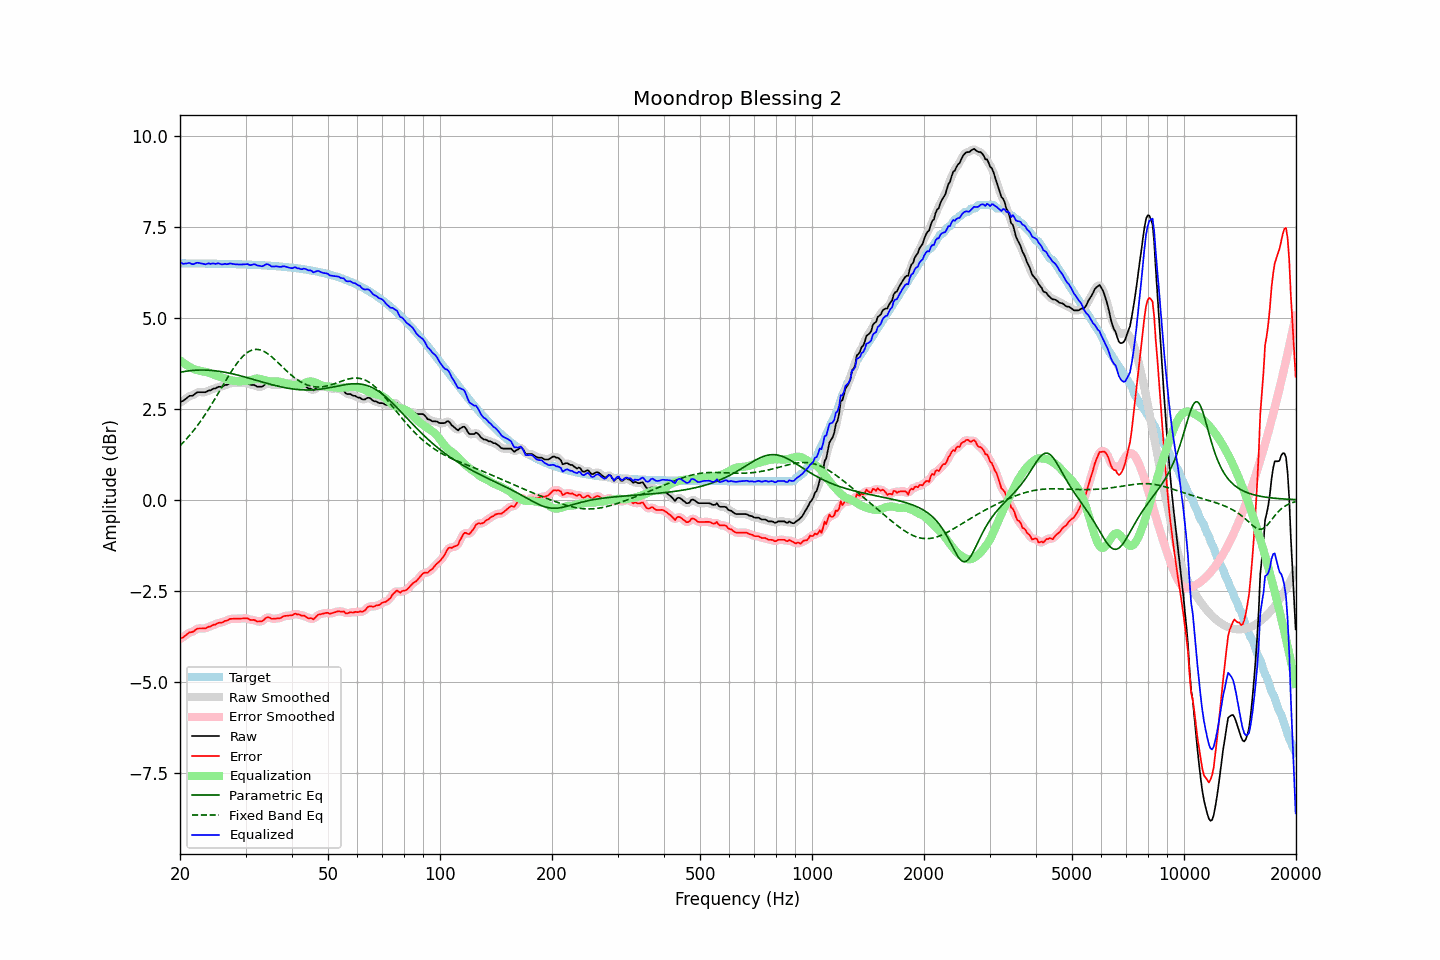 Moondrop Blessing 2
Amplitude (dBr)
10.0
7.5
5.0
2.5
0.0
−2.5
−5.0
−7.5
Target
Raw Smoothed
Error Smoothed
Raw
Error
Equalization
Parametric Eq
Fixed Band Eq
Equalized
20
50
100
200
500
1000
2000
5000
10000
20000
Frequency (Hz)